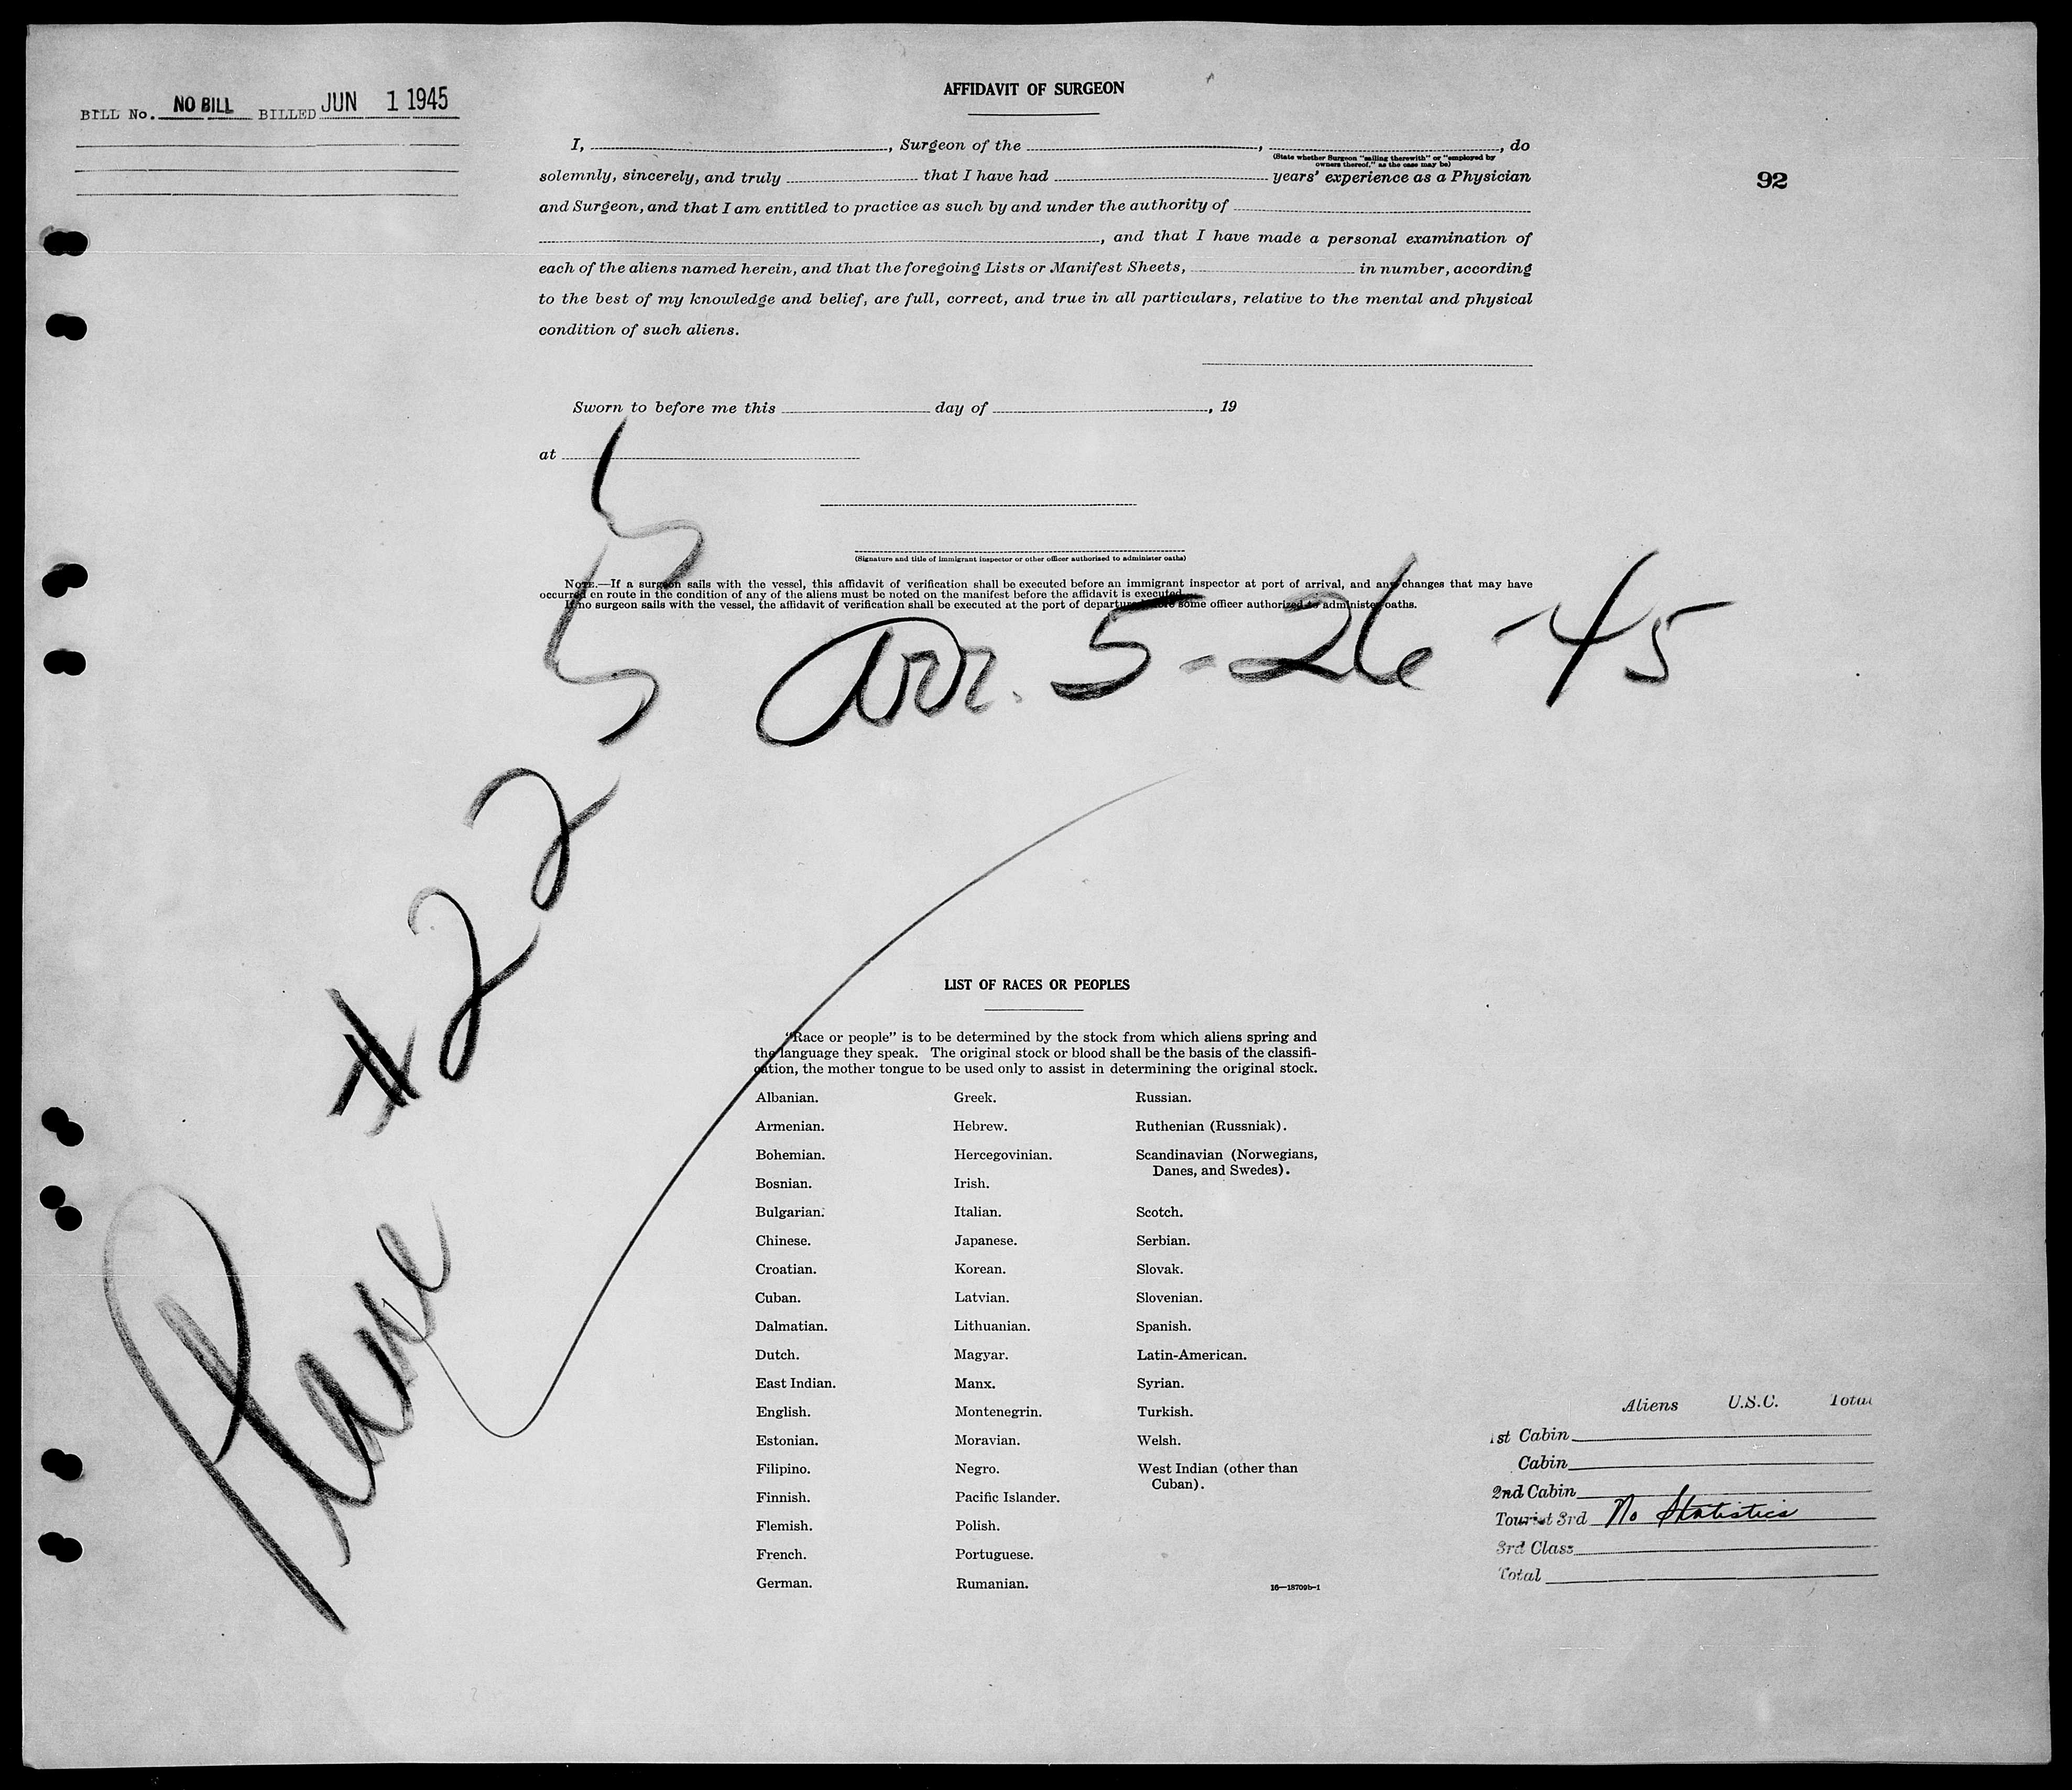 BILL No. NO BILL BILLED JUN 1 1945
AFFIDAVIT OF SURGEON
92
I, , Surgeon of the , , do
(State whether Surgeon "sailing therewith" or "employed by
owners thereof," as the case may be)
solemnly, sincerely, and truly that I have had years' experience as a Physician
and Surgeon, and that I am entitled to practice as such by and under the authority of
, and that I have made a personal examination of
each of the aliens named herein, and that the foregoing Lists or Manifest Sheets, in number, according
to the best of my knowledge and belief, are full, correct, and true in all particulars, relative to the mental and physical
condition of such aliens.
Sworn to before me this day of , 19
at
(Signature and title of immigrant inspector or other officer authorized to administer oaths)
NOTE.—If a surgeon sails with the vessel, this affidavit of verification shall be executed before an immigrant inspector at port of arrival, and any changes that may have
occurred en route in the condition of any of the aliens must be noted on the manifest before the affidavit is executed.
If no surgeon sails with the vessel, the affidavit of verification shall be executed at the port of departure before some officer authorized to administer oaths.
Arr. 5-26-45
Plane #2255
LIST OF RACES OR PEOPLES
"Race or people" is to be determined by the stock from which aliens spring and
the language they speak. The original stock or blood shall be the basis of the classifi-
cation, the mother tongue to be used only to assist in determining the original stock.
Albanian.
Armenian.
Bohemian.
Bosnian.
Bulgarian.
Chinese.
Croatian.
Cuban.
Dalmatian.
Dutch.
East Indian.
English.
Estonian.
Filipino.
Finnish.
Flemish.
French.
German.
Greek.
Hebrew.
Hercegovinian.
Irish.
Italian.
Japanese.
Korean.
Latvian.
Lithuanian.
Magyar.
Manx.
Montenegrin.
Moravian.
Negro.
Pacific Islander.
Polish.
Portuguese.
Rumanian.
Russian.
Ruthenian (Russniak).
Scandinavian (Norwegians,
Danes, and Swedes).
Scotch.
Serbian.
Slovak.
Slovenian.
Spanish.
Latin-American.
Syrian.
Turkish.
Welsh.
West Indian (other than
Cuban).
16—18709b-1
Aliens U.S.C. Total
1st Cabin
Cabin
2nd Cabin
Tourist 3rd No Statistics
3rd Class
Total